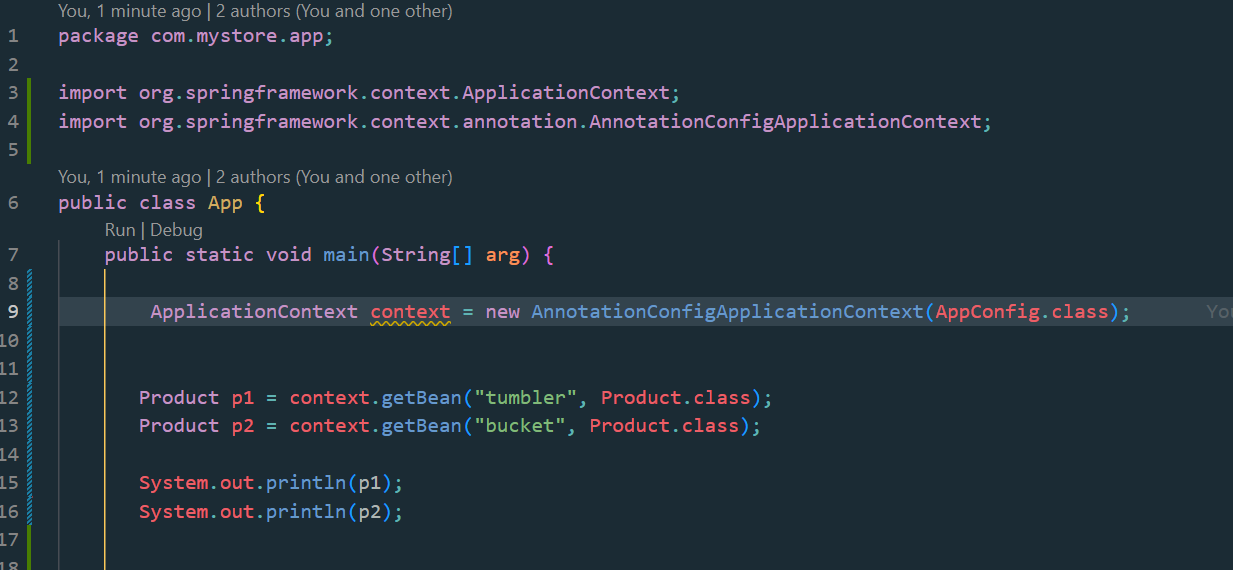 You, 1 minute ago | 2 authors (You and one other)
1 package com.mystore.app;
2
3 import org.springframework.context.ApplicationContext;
4 import org.springframework.context.annotation.AnnotationConfigApplicationContext;
5
You, 1 minute ago | 2 authors (You and one other)
6 public class App {
Run | Debug
7 public static void main(String[] arg) {
8
9 ApplicationContext context = new AnnotationConfigApplicationContext(AppConfig.class);
10
11
12 Product p1 = context.getBean("tumbler", Product.class);
13 Product p2 = context.getBean("bucket", Product.class);
14
15 System.out.println(p1);
16 System.out.println(p2);
17
18